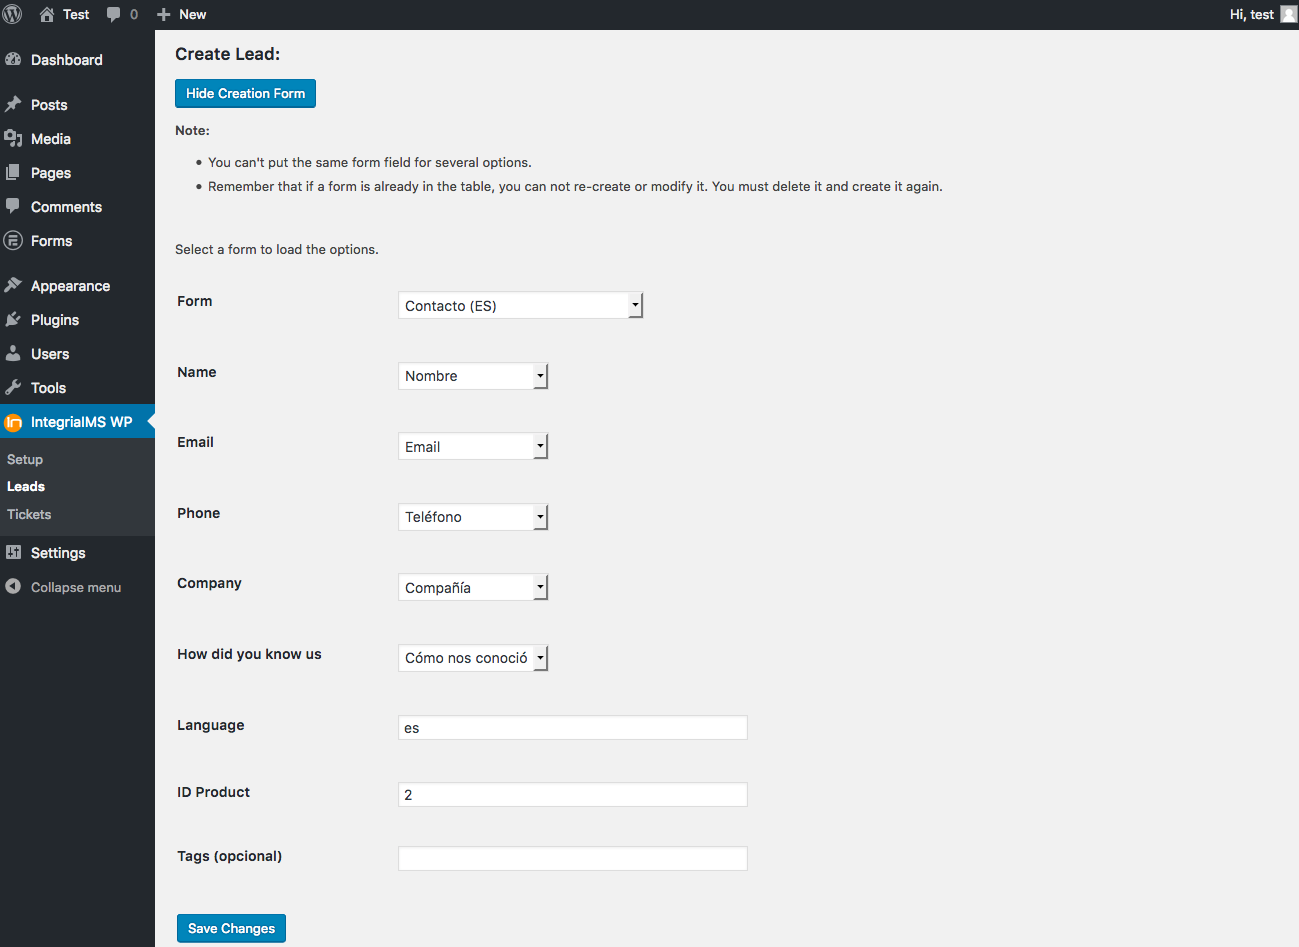 Test 0 New Hi, test
Dashboard
Posts
Media
Pages
Comments
Forms
Appearance
Plugins
Users
Tools
IntegriaIMS WP
Setup
Leads
Tickets
Settings
Collapse menu
Create Lead:
Hide Creation Form
Note:
• You can't put the same form field for several options.
• Remember that if a form is already in the table, you can not re-create or modify it. You must delete it and create it again.
Select a form to load the options.
Form Contacto (ES)
Name Nombre
Email Email
Phone Teléfono
Company Compañía
How did you know us Cómo nos conoció
Language es
ID Product 2
Tags (opcional)
Save Changes